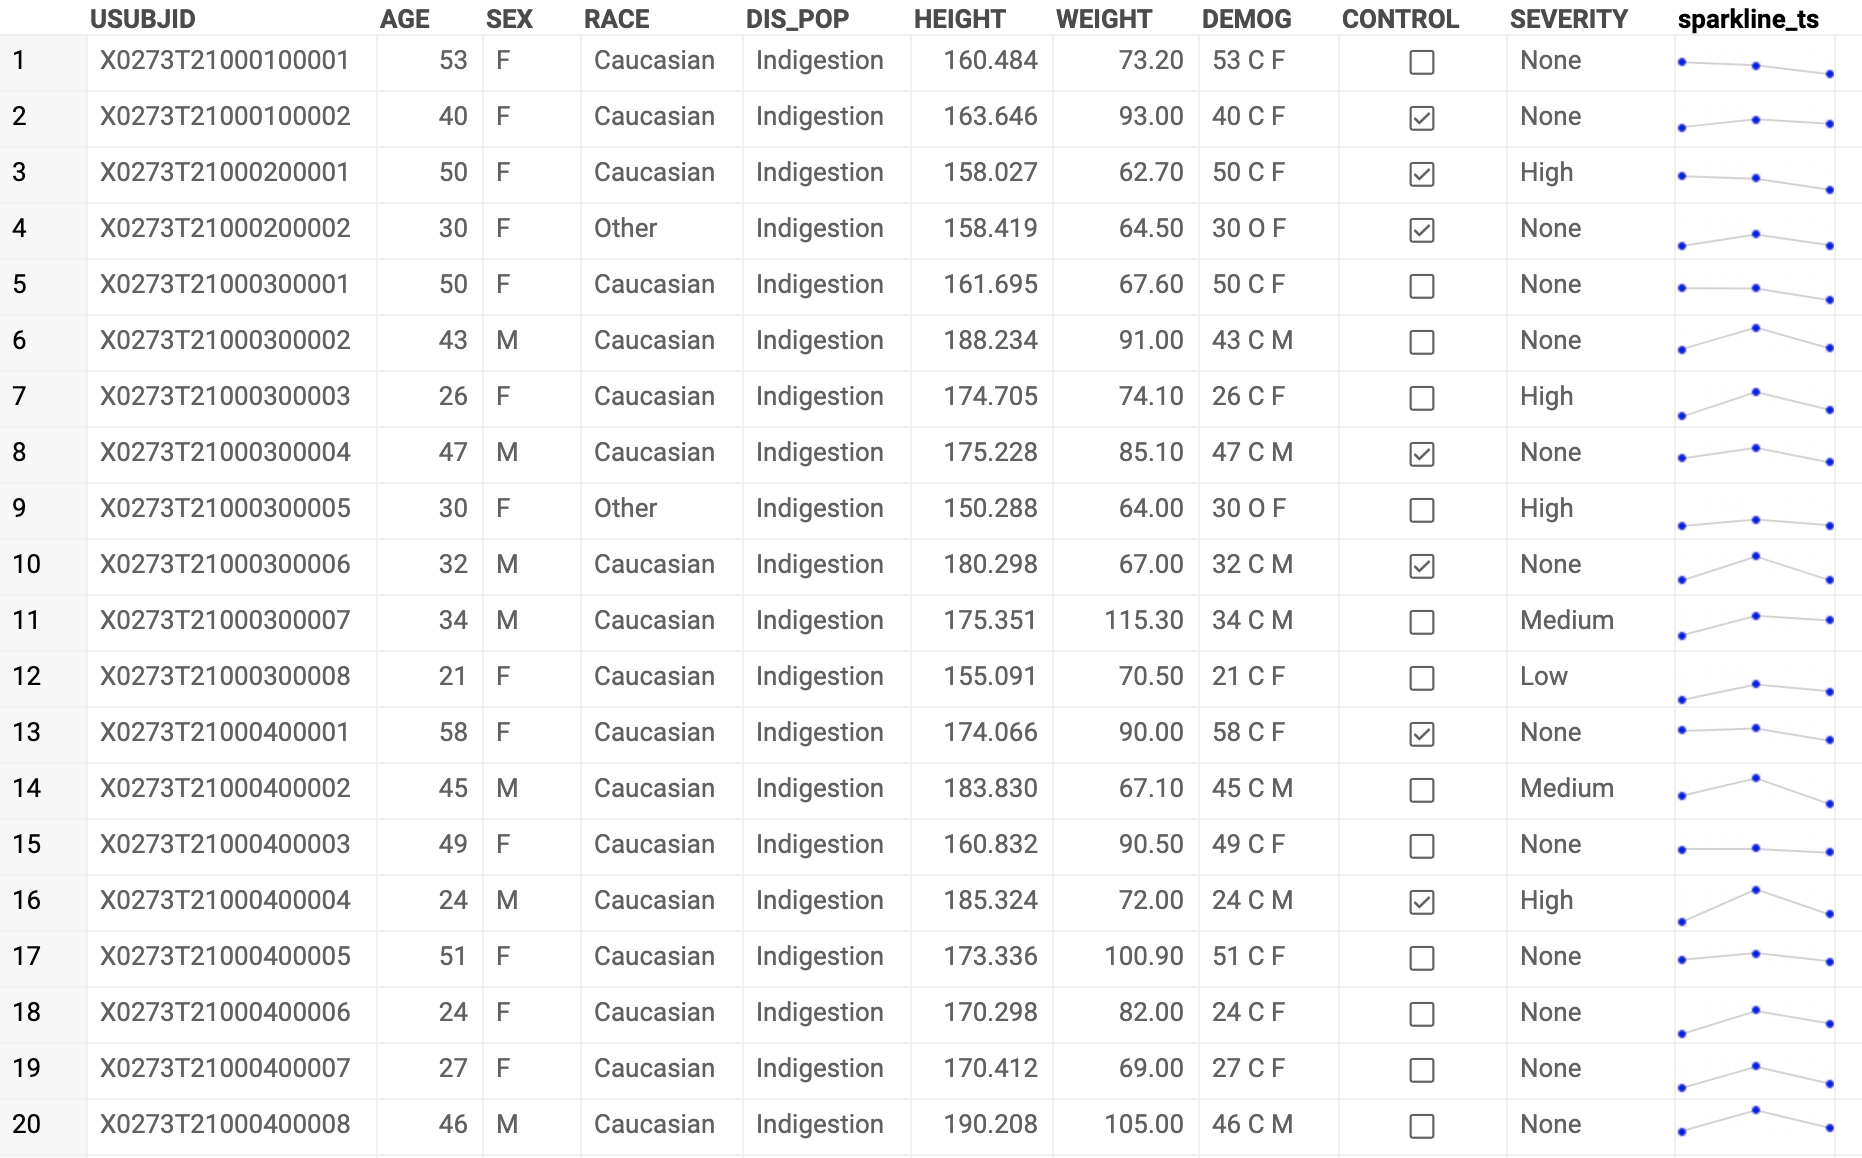 USUBJID AGE SEX RACE DIS_POP HEIGHT WEIGHT DEMOG CONTROL SEVERITY sparkline_ts
1 X0273T21000100001 53 F Caucasian Indigestion 160.484 73.20 53 C F None
2 X0273T21000100002 40 F Caucasian Indigestion 163.646 93.00 40 C F None
3 X0273T21000200001 50 F Caucasian Indigestion 158.027 62.70 50 C F High
4 X0273T21000200002 30 F Other Indigestion 158.419 64.50 30 O F None
5 X0273T21000300001 50 F Caucasian Indigestion 161.695 67.60 50 C F None
6 X0273T21000300002 43 M Caucasian Indigestion 188.234 91.00 43 C M None
7 X0273T21000300003 26 F Caucasian Indigestion 174.705 74.10 26 C F High
8 X0273T21000300004 47 M Caucasian Indigestion 175.228 85.10 47 C M None
9 X0273T21000300005 30 F Other Indigestion 150.288 64.00 30 O F High
10 X0273T21000300006 32 M Caucasian Indigestion 180.298 67.00 32 C M None
11 X0273T21000300007 34 M Caucasian Indigestion 175.351 115.30 34 C M Medium
12 X0273T21000300008 21 F Caucasian Indigestion 155.091 70.50 21 C F Low
13 X0273T21000400001 58 F Caucasian Indigestion 174.066 90.00 58 C F None
14 X0273T21000400002 45 M Caucasian Indigestion 183.830 67.10 45 C M Medium
15 X0273T21000400003 49 F Caucasian Indigestion 160.832 90.50 49 C F None
16 X0273T21000400004 24 M Caucasian Indigestion 185.324 72.00 24 C M High
17 X0273T21000400005 51 F Caucasian Indigestion 173.336 100.90 51 C F None
18 X0273T21000400006 24 F Caucasian Indigestion 170.298 82.00 24 C F None
19 X0273T21000400007 27 F Caucasian Indigestion 170.412 69.00 27 C F None
20 X0273T21000400008 46 M Caucasian Indigestion 190.208 105.00 46 C M None